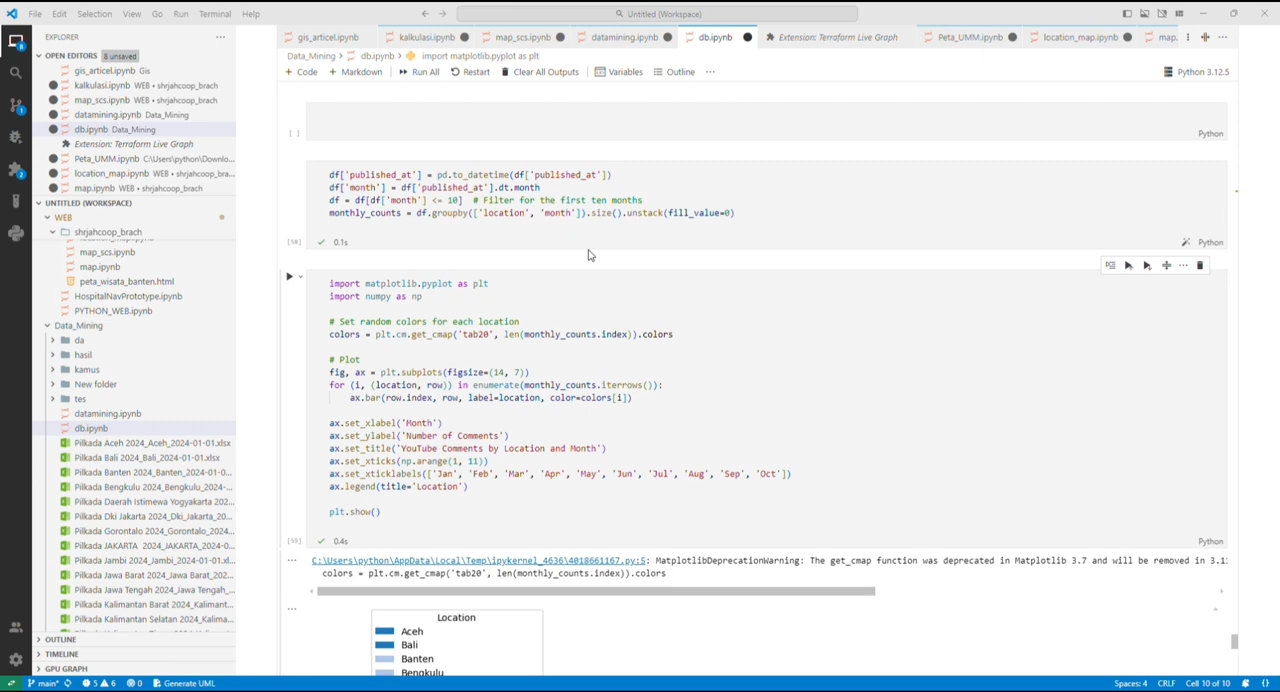 File Edit Selection View Go Run Terminal Help
Untitled (Workspace)
EXPLORER
OPEN EDITORS 8 unsaved
gis_articel.ipynb Gis
kalkulasi.ipynb WEB • shrjahcoop_brach
map_scs.ipynb WEB • shrjahcoop_brach
datamining.ipynb Data_Mining
db.ipynb Data_Mining
Extension: Terraform Live Graph
Peta_UMM.ipynb C:\Users\python\Downlo...
location_map.ipynb WEB • shrjahcoop_bra...
map.ipynb WEB • shrjahcoop_brach
UNTITLED (WORKSPACE)
WEB
shrjahcoop_brach
map_scs.ipynb
map.ipynb
peta_wisata_banten.html
HospitalNavPrototype.ipynb
PYTHON_WEB.ipynb
Data_Mining
da
hasil
kamus
New folder
tes
datamining.ipynb
db.ipynb
Pilkada Aceh 2024_Aceh_2024-01-01.xlsx
Pilkada Bali 2024_Bali_2024-01-01.xlsx
Pilkada Banten 2024_Banten_2024-01-0...
Pilkada Bengkulu 2024_Bengkulu_2024-...
Pilkada Daerah Istimewa Yogyakarta 202...
Pilkada Dki Jakarta 2024_Dki_Jakarta_20...
Pilkada Gorontalo 2024_Gorontalo_2024...
Pilkada JAKARTA 2024_JAKARTA_2024-0...
Pilkada Jambi 2024_Jambi_2024-01-01.xl...
Pilkada Jawa Barat 2024_Jawa Barat_202...
Pilkada Jawa Tengah 2024_Jawa Tengah_...
Pilkada Kalimantan Barat 2024_Kalimant...
Pilkada Kalimantan Selatan 2024_Kalima...
OUTLINE
TIMELINE
GPU GRAPH
gis_articel.ipynb kalkulasi.ipynb map_scs.ipynb datamining.ipynb db.ipynb Extension: Terraform Live Graph Peta_UMM.ipynb location_map.ipynb map.
Data_Mining > db.ipynb > import matplotlib.pyplot as plt
+ Code + Markdown Run All Restart Clear All Outputs Variables Outline ... Python 3.12.5
[ ] Python
df['published_at'] = pd.to_datetime(df['published_at'])
df['month'] = df['published_at'].dt.month
df = df[df['month'] <= 10]  # Filter for the first ten months
monthly_counts = df.groupby(['location', 'month']).size().unstack(fill_value=0)
[58] ✓ 0.1s Python
import matplotlib.pyplot as plt
import numpy as np
# Set random colors for each location
colors = plt.cm.get_cmap('tab20', len(monthly_counts.index)).colors
# Plot
fig, ax = plt.subplots(figsize=(14, 7))
for (i, (location, row)) in enumerate(monthly_counts.iterrows()):
ax.bar(row.index, row, label=location, color=colors[i])
ax.set_xlabel('Month')
ax.set_ylabel('Number of Comments')
ax.set_title('YouTube Comments by Location and Month')
ax.set_xticks(np.arange(1, 11))
ax.set_xticklabels(['Jan', 'Feb', 'Mar', 'Apr', 'May', 'Jun', 'Jul', 'Aug', 'Sep', 'Oct'])
ax.legend(title='Location')
plt.show()
[59] ✓ 0.4s Python
C:\Users\python\AppData\Local\Temp\ipykernel_4636\4018661167.py:5: MatplotlibDeprecationWarning: The get_cmap function was deprecated in Matplotlib 3.7 and will be removed in 3.1
colors = plt.cm.get_cmap('tab20', len(monthly_counts.index)).colors
Location
Aceh
Bali
Banten
Bengkulu
main* 5 6 0 Generate UML Spaces: 4 CRLF Cell 10 of 10